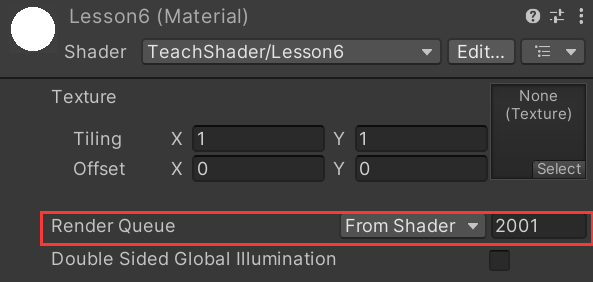 Lesson6 (Material)
Shader TeachShader/Lesson6 Edit...
Texture
None
(Texture)
Tiling X 1 Y 1
Offset X 0 Y 0
Select
Render Queue From Shader 2001
Double Sided Global Illumination